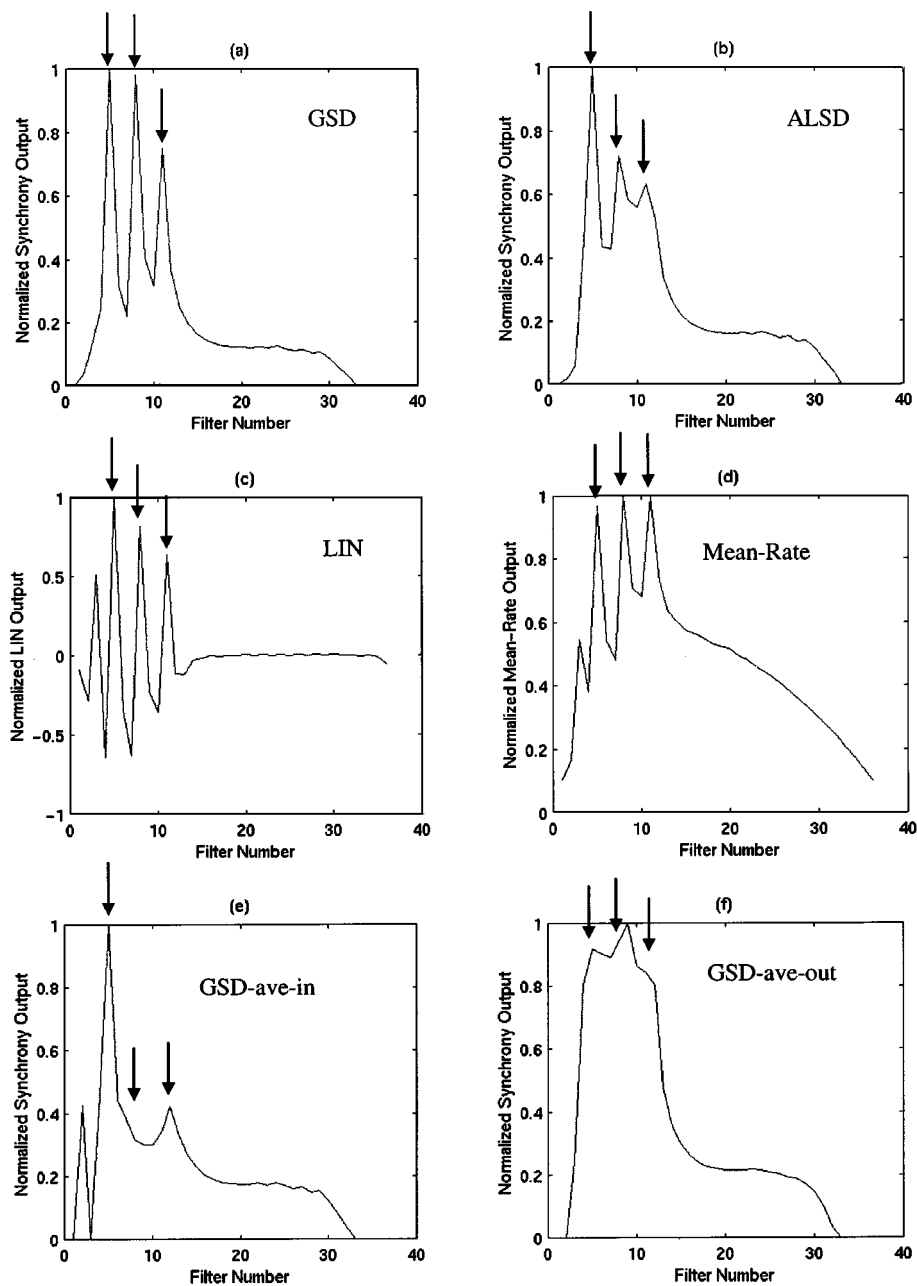 (a)
GSD
Normalized Synchrony Output
1
0.8
0.6
0.4
0.2
0
0 10 20 30 40
Filter Number
(b)
ALSD
Normalized Synchrony Output
1
0.8
0.6
0.4
0.2
0
0 10 20 30 40
Filter Number
(c)
LIN
Normalized LIN Output
1
0.5
0
−0.5
−1
0 10 20 30 40
Filter Number
(d)
Mean-Rate
Normalized Mean−Rate Output
1
0.8
0.6
0.4
0.2
0
0 10 20 30 40
Filter Number
(e)
GSD-ave-in
Normalized Synchrony Output
1
0.8
0.6
0.4
0.2
0
0 10 20 30 40
Filter Number
(f)
GSD-ave-out
Normalized Synchrony Output
1
0.8
0.6
0.4
0.2
0
0 10 20 30 40
Filter Number